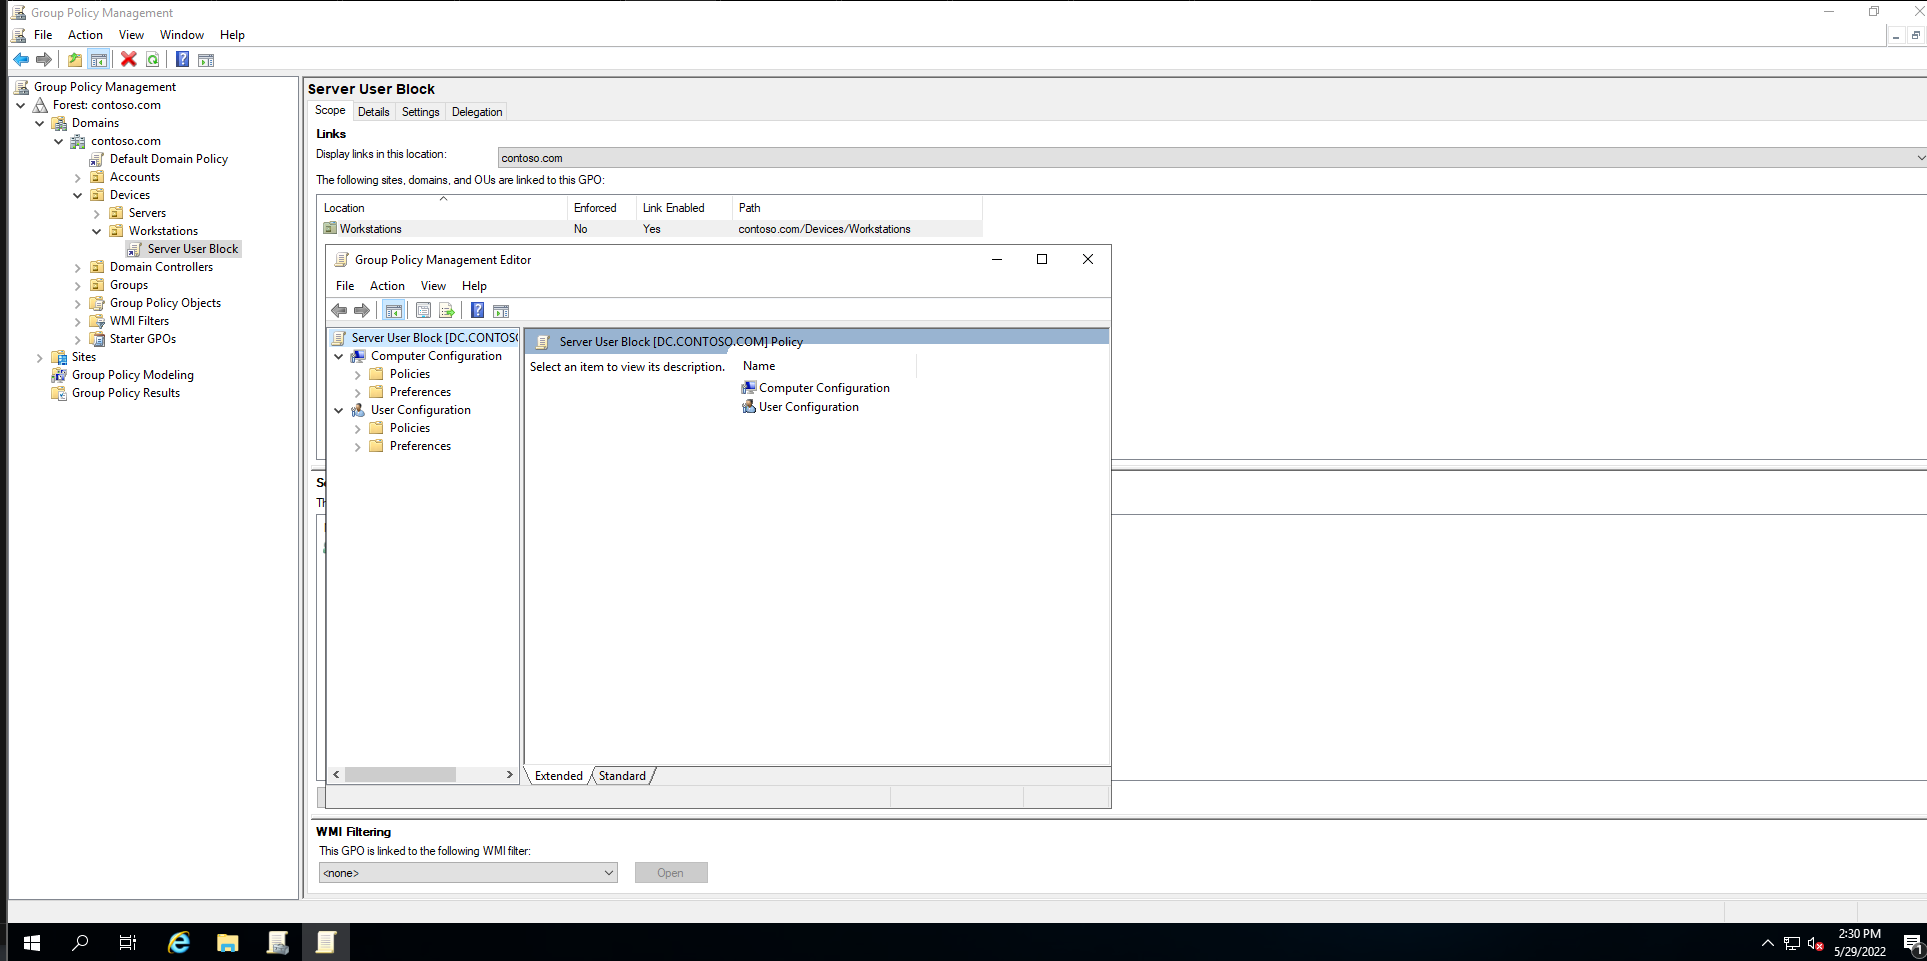 Group Policy Management
File Action View Window Help
Group Policy Management
Forest: contoso.com
Domains
contoso.com
Default Domain Policy
Accounts
Devices
Servers
Workstations
Server User Block
Domain Controllers
Groups
Group Policy Objects
WMI Filters
Starter GPOs
Sites
Group Policy Modeling
Group Policy Results
Server User Block
Scope Details Settings Delegation
Links
Display links in this location: contoso.com
The following sites, domains, and OUs are linked to this GPO:
Location Enforced Link Enabled Path
Workstations No Yes contoso.com/Devices/Workstations
Group Policy Management Editor
File Action View Help
Server User Block [DC.CONTOSO
Computer Configuration
Policies
Preferences
User Configuration
Policies
Preferences
Server User Block [DC.CONTOSO.COM] Policy
Select an item to view its description.
Name
Computer Configuration
User Configuration
Extended Standard
WMI Filtering
This GPO is linked to the following WMI filter:
<none> Open
2:30 PM
5/29/2022
1